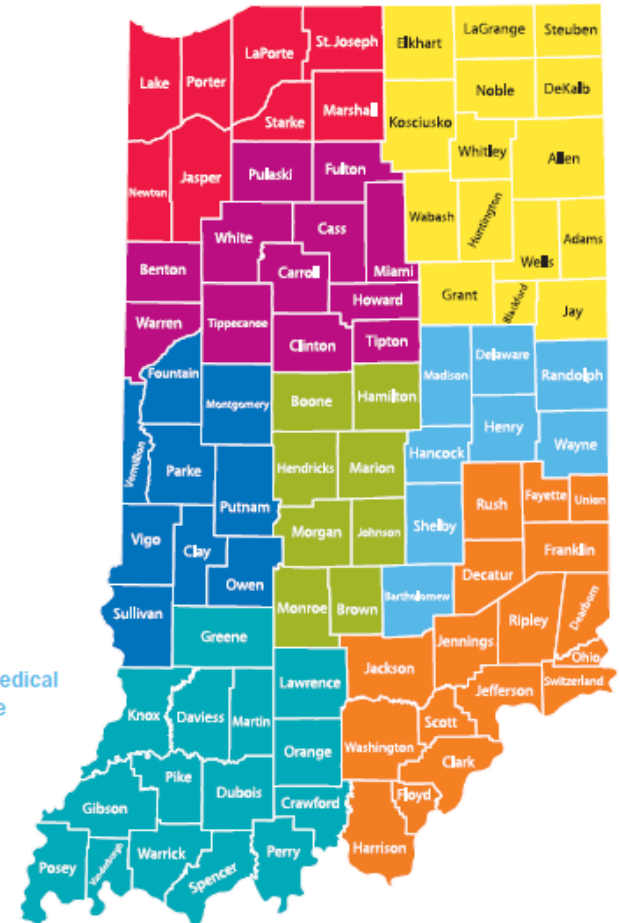 St. Joseph
LaGrange
Steuben
Elkhart
LaPorte
Lake
Porter
Noble
DeKalb
Marshall
Starke
Kosciusko
Whitley
Allen
Newton
Jasper
Pulaski
Fulton
Wabash
Huntington
White
Cass
Adams
Wells
Benton
Carroll
Miami
Grant
Blackford
Howard
Jay
Warren
Tippecanoe
Clinton
Tipton
Delaware
Fountain
Madison
Randolph
Montgomery
Boone
Hamilton
Henry
Wayne
Vermillion
Parke
Hendricks
Marion
Hancock
Putnam
Rush
Fayette
Union
Vigo
Clay
Morgan
Johnson
Shelby
Franklin
Owen
Decatur
Sullivan
Monroe
Brown
Bartholomew
Dearborn
Greene
Ripley
Jennings
Ohio
edical
e
Lawrence
Jackson
Jefferson
Switzerland
Knox
Daviess
Martin
Scott
Orange
Washington
Clark
Pike
Dubois
Crawford
Floyd
Gibson
Harrison
Posey
Vanderburgh
Warrick
Spencer
Perry